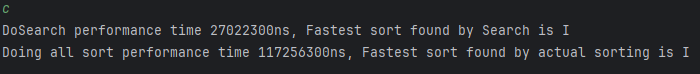 c
DoSearch performance time 27022300ns, Fastest sort found by Search is I
Doing all sort performance time 117256300ns, Fastest sort found by actual sorting is I